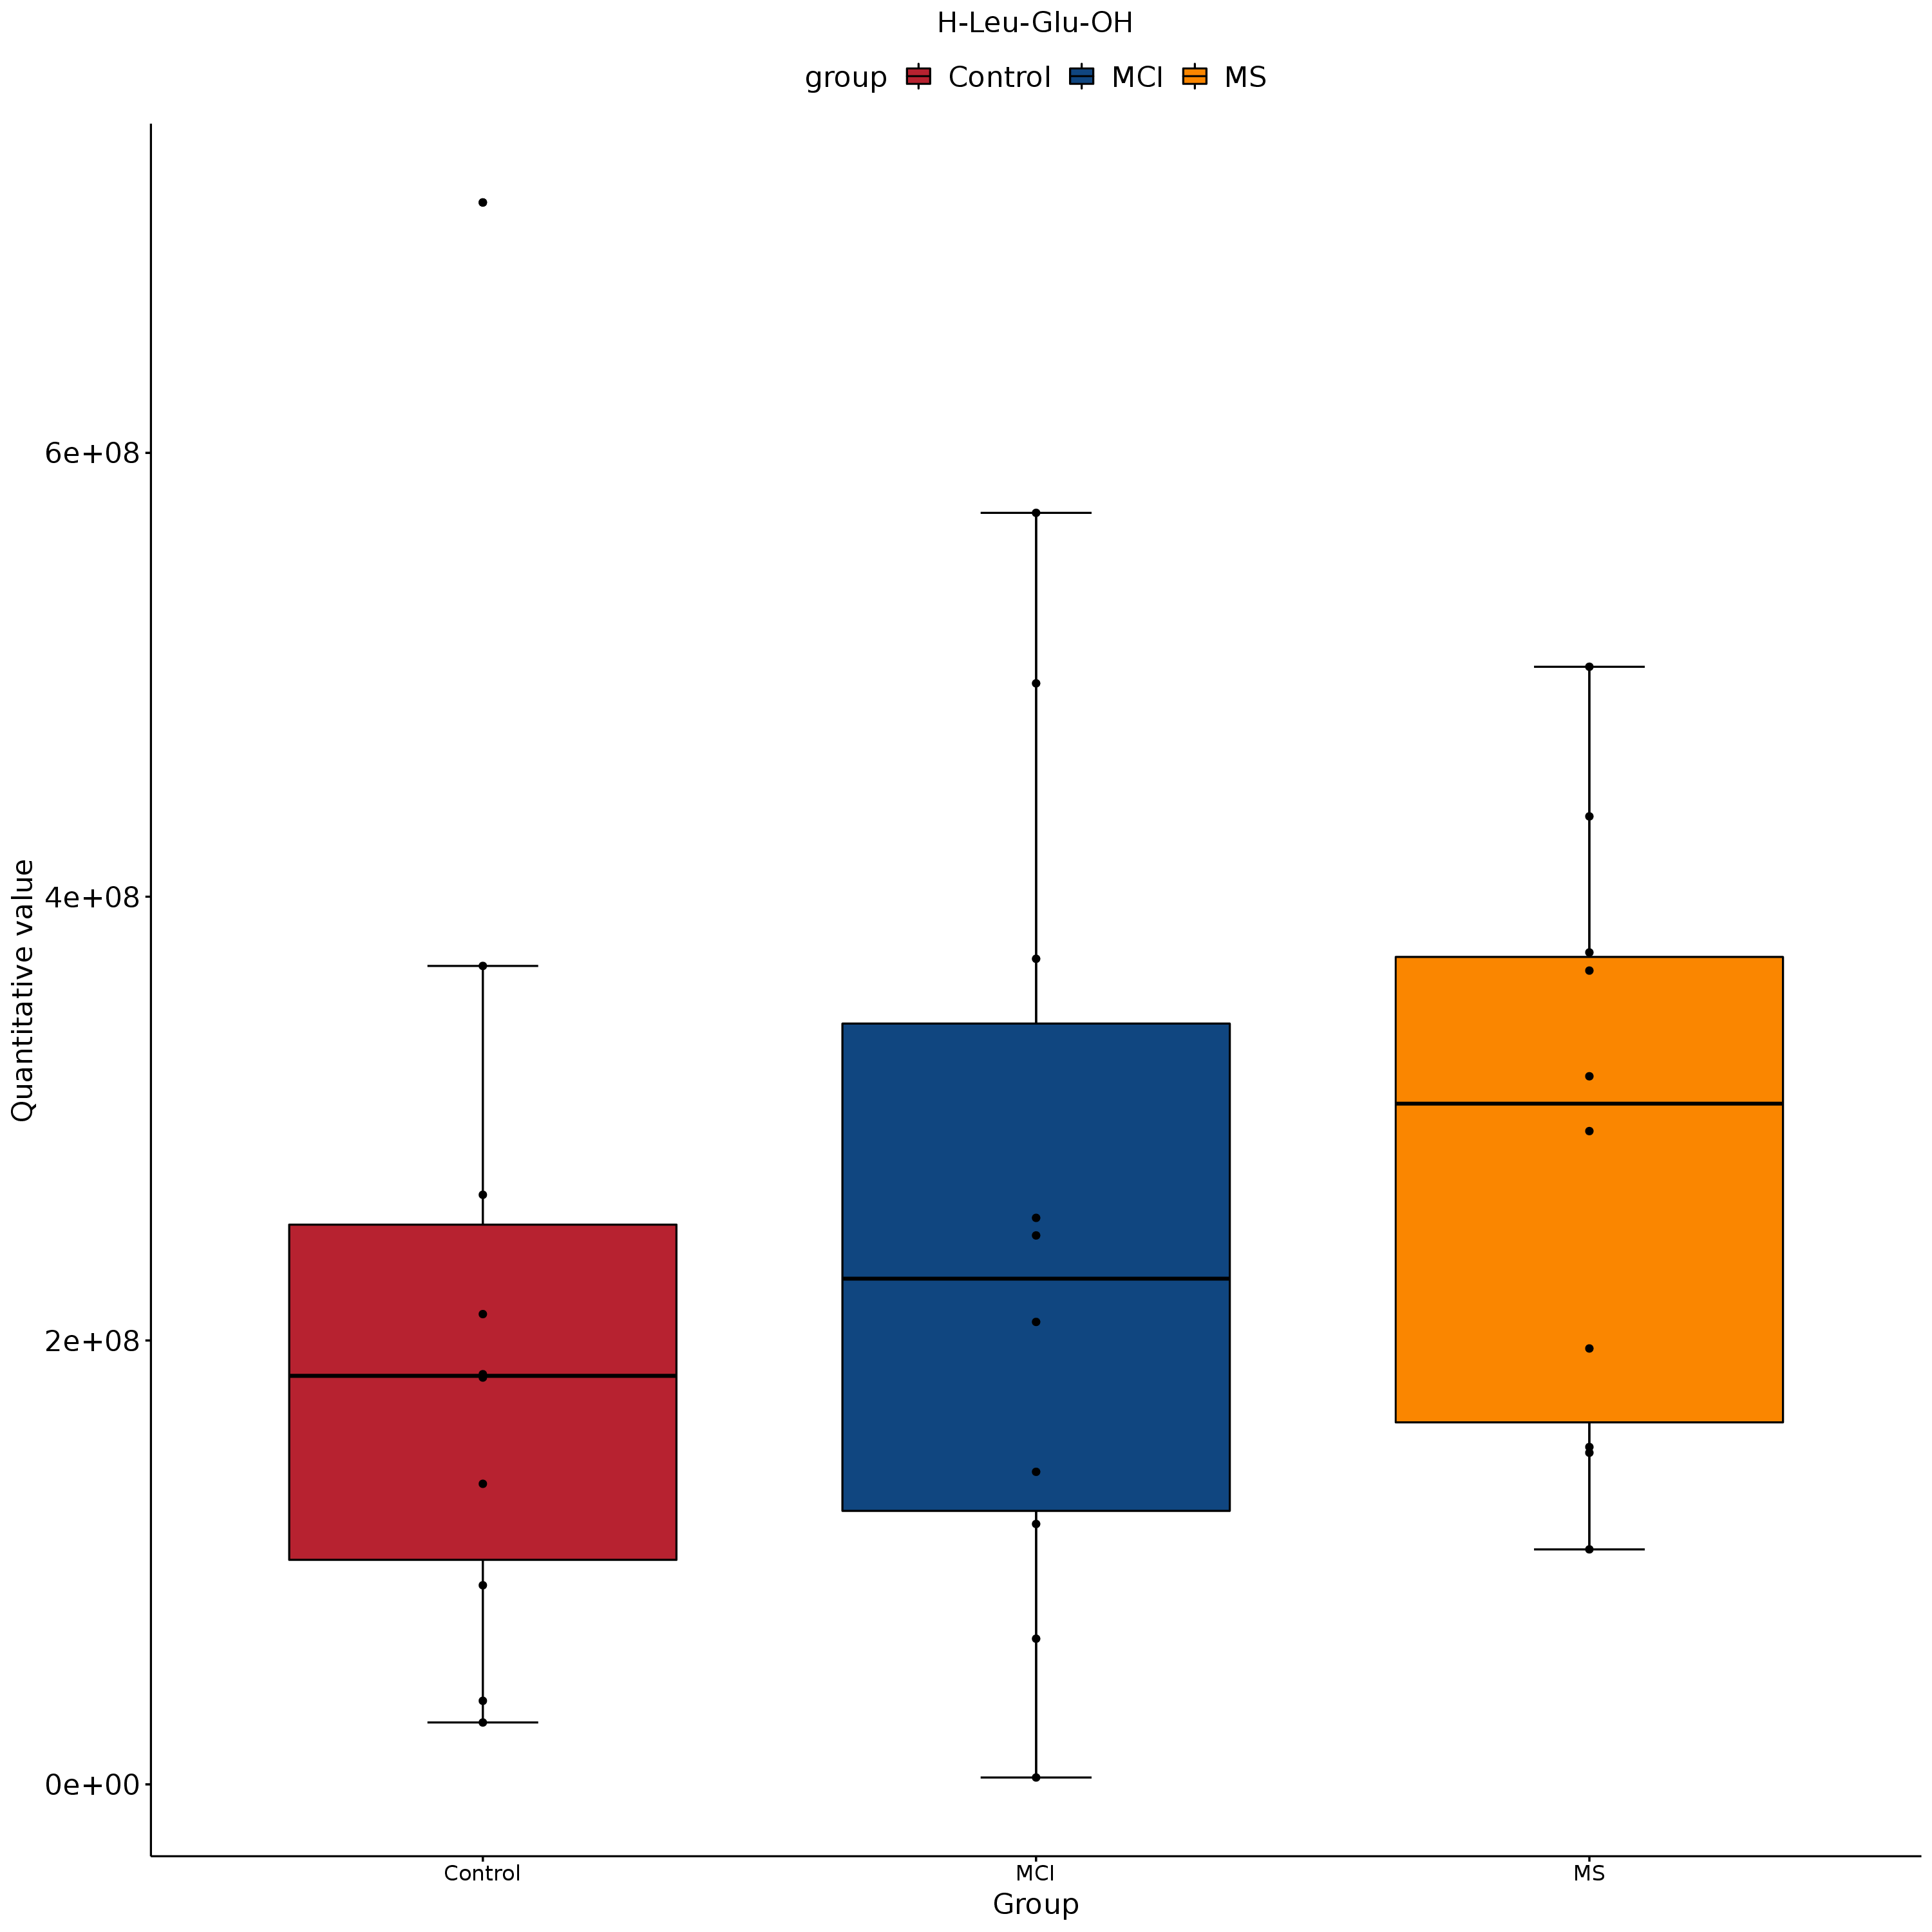 H-Leu-Glu-OH
group Control MCI MS
6e+08
4e+08
2e+08
0e+00
Quantitative value
Control MCI MS
Group